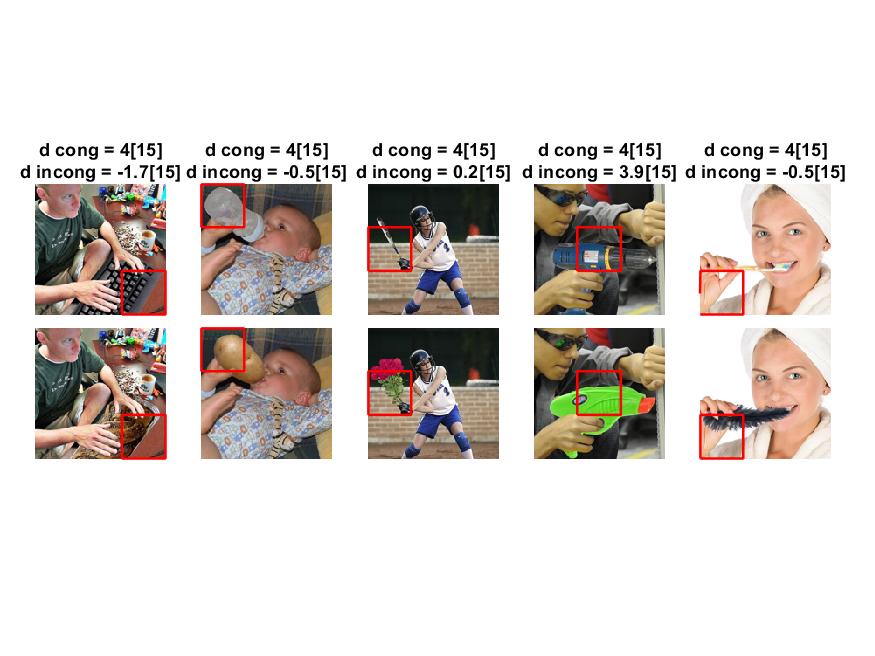 d cong = 4[15]
d incong = -1.7[15]
d cong = 4[15]
d incong = -0.5[15]
d cong = 4[15]
d incong = 0.2[15]
d cong = 4[15]
d incong = 3.9[15]
d cong = 4[15]
d incong = -0.5[15]